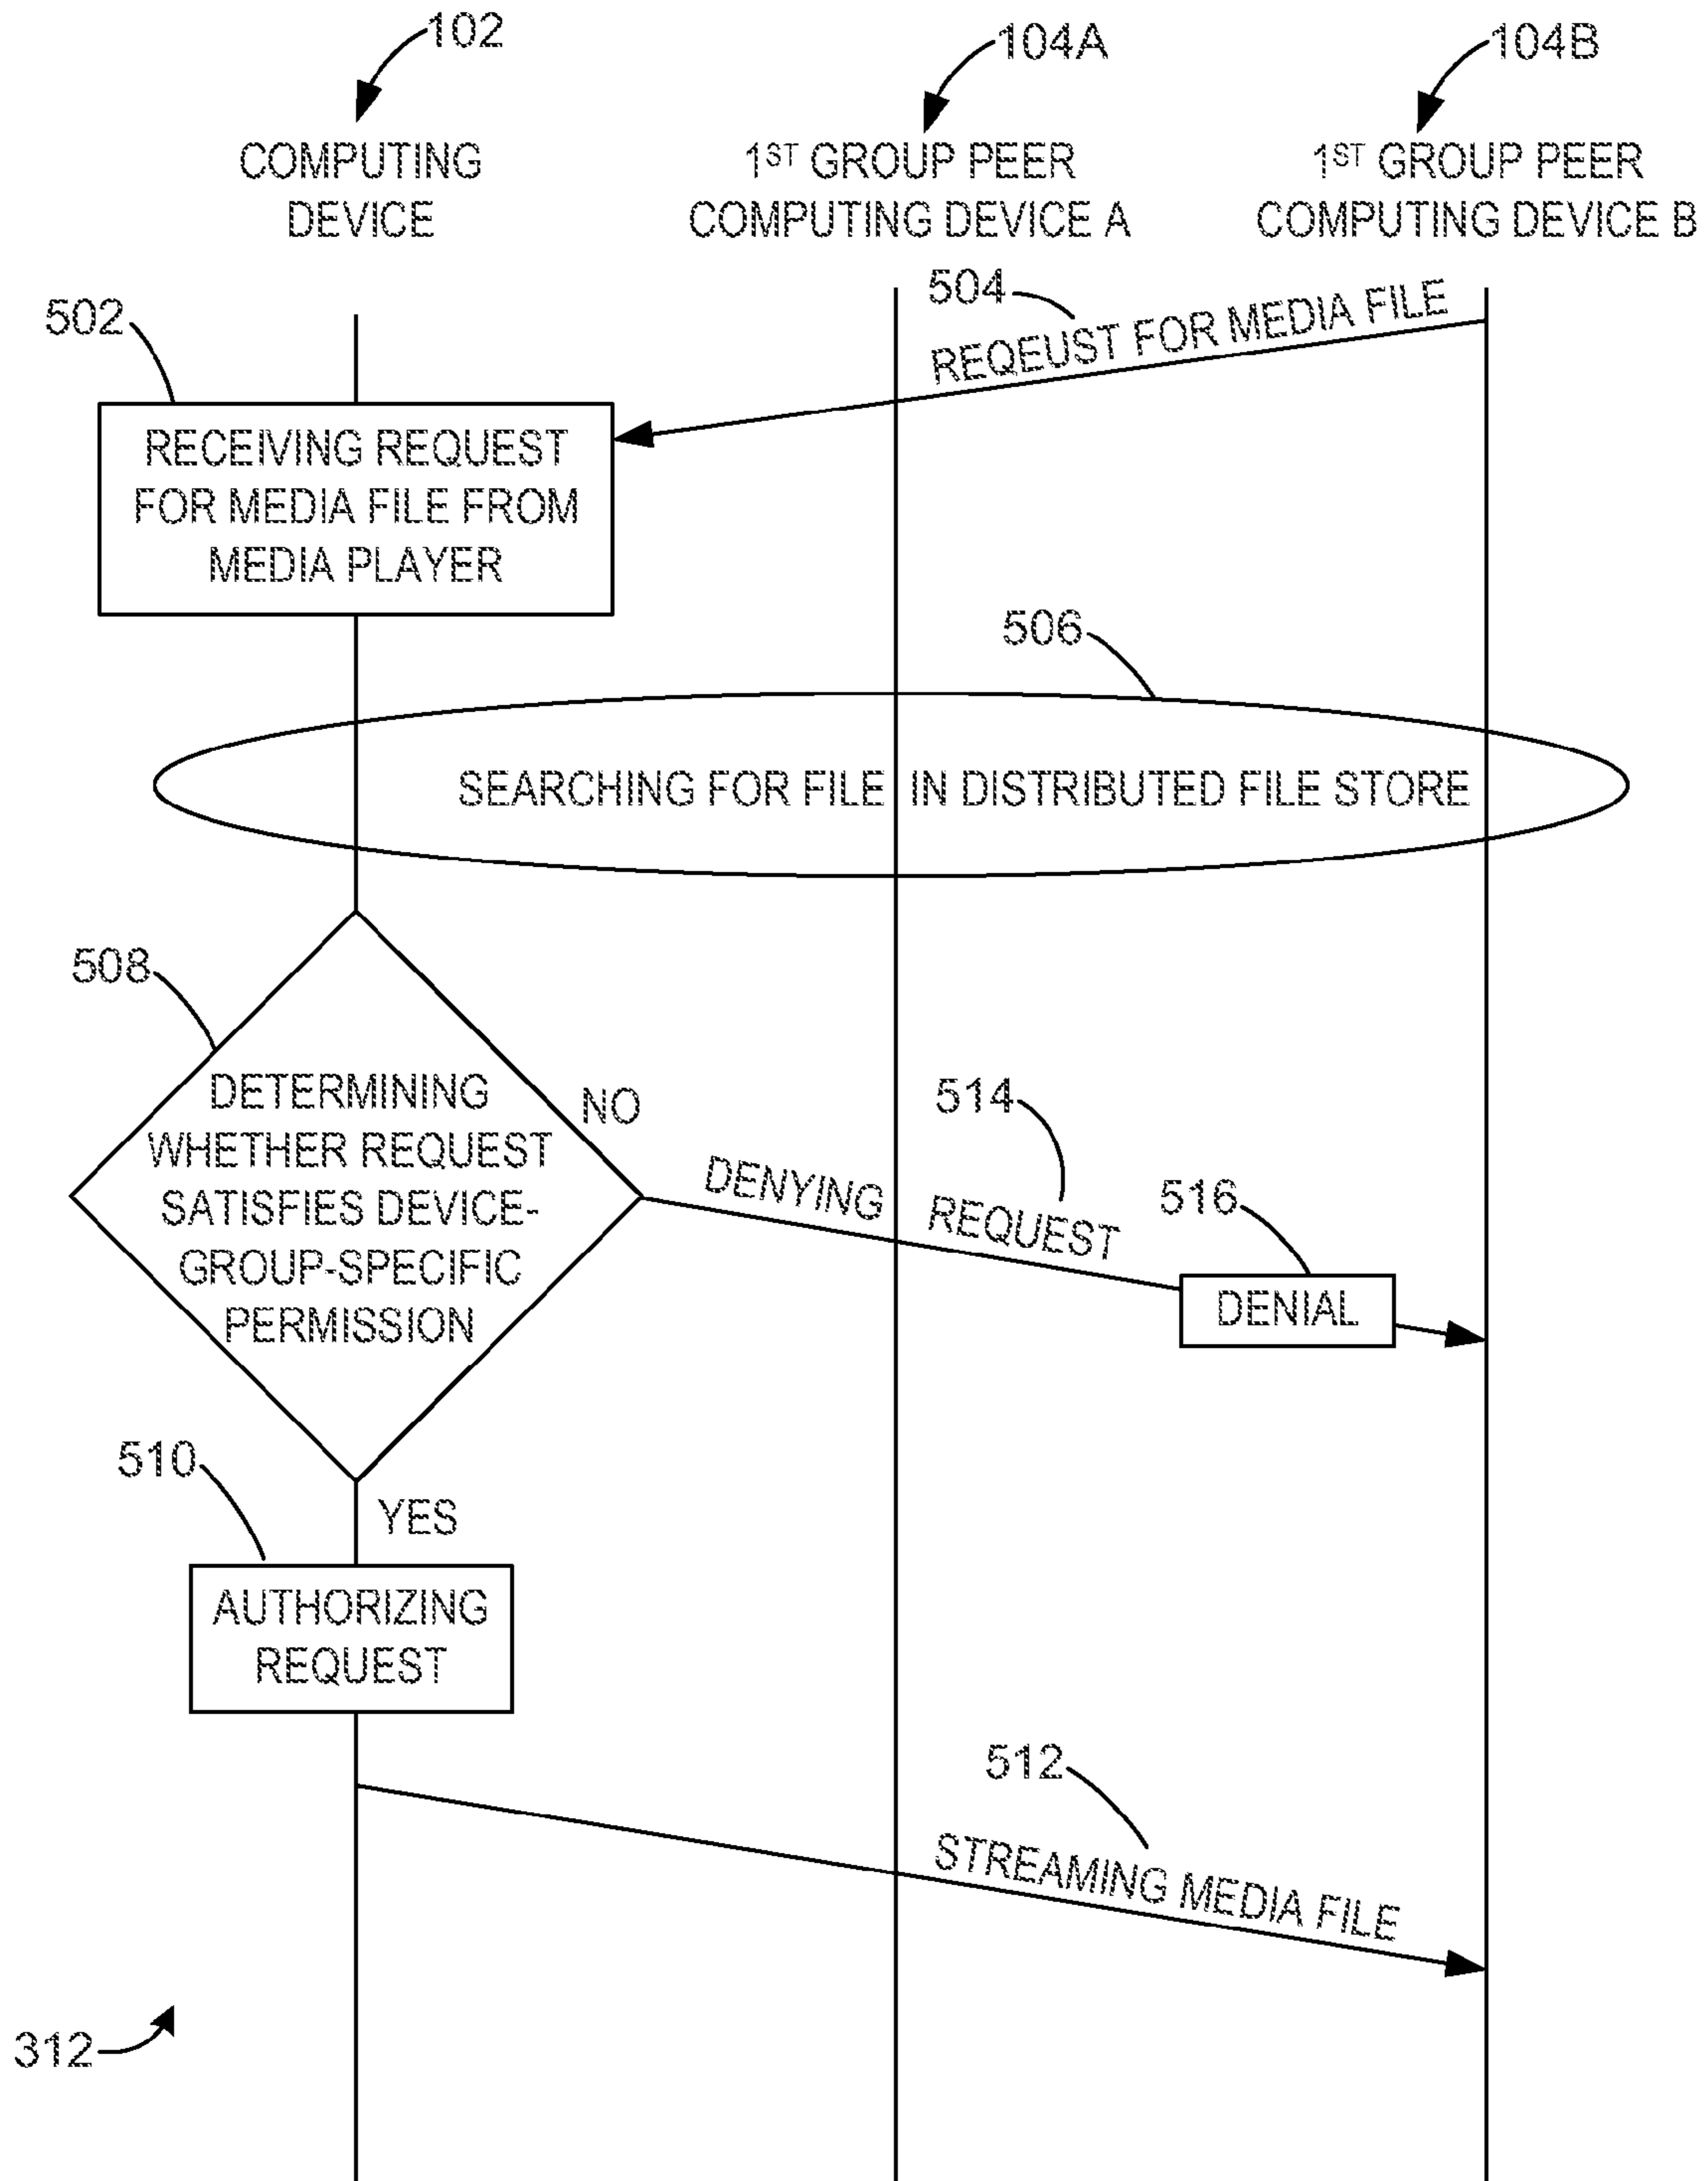 102
104A
104B
COMPUTING
DEVICE
1ST GROUP PEER
COMPUTING DEVICE A
1ST GROUP PEER
COMPUTING DEVICE B
504
REQEUST FOR MEDIA FILE
502
RECEIVING REQUEST
FOR MEDIA FILE FROM
MEDIA PLAYER
506
SEARCHING FOR FILE IN DISTRIBUTED FILE STORE
508
DETERMINING
WHETHER REQUEST
SATISFIES DEVICE-
GROUP-SPECIFIC
PERMISSION
NO
514
DENYING REQUEST
516
DENIAL
510
YES
AUTHORIZING
REQUEST
512
STREAMING MEDIA FILE
312